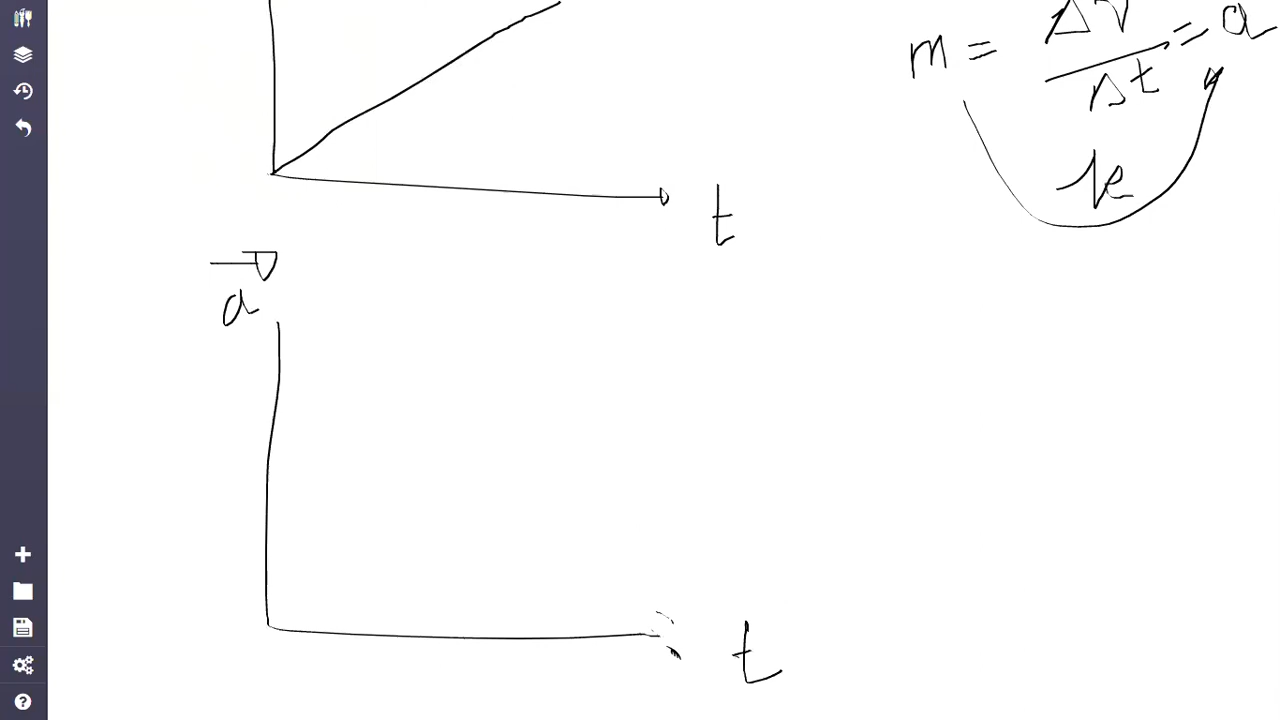 m = Δv/Δt = a
k
t
a
t